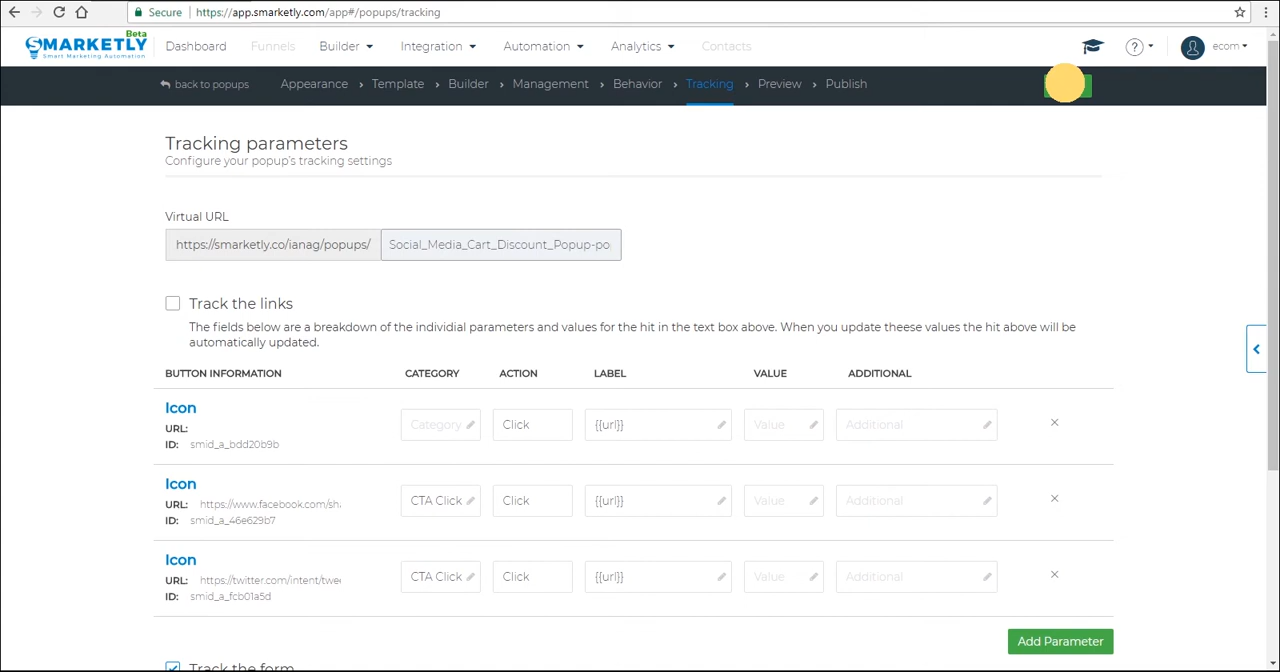 Secure https://app.smarketly.com/app#/popups/tracking
Beta
SMARKETLY
Smart Marketing Automation
Dashboard Funnels Builder Integration Automation Analytics Contacts ? ecom
back to popups Appearance Template Builder Management Behavior Tracking Preview Publish
Tracking parameters
Configure your popup's tracking settings
Virtual URL
https://smarketly.co/ianag/popups/ Social_Media_Cart_Discount_Popup-po
Track the links
The fields below are a breakdown of the individial parameters and values for the hit in the text box above. When you update theese values the hit above will be
automatically updated.
BUTTON INFORMATION CATEGORY ACTION LABEL VALUE ADDITIONAL
Icon
URL:
ID: smid_a_bdd20b9b
Category Click {{url}} Value Additional
Icon
URL: https://www.facebook.com/sha
ID: smid_a_46e629b7
CTA Click Click {{url}} Value Additional
Icon
URL: https://twitter.com/intent/twee
ID: smid_a_fcb01a5d
CTA Click Click {{url}} Value Additional
Add Parameter
Track the form